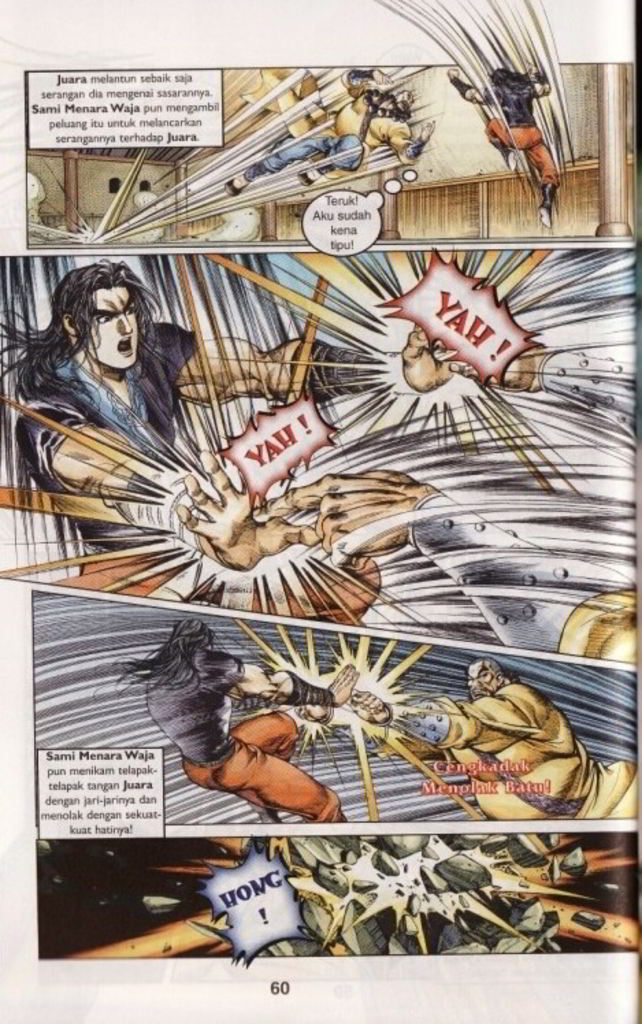 Juara melantun sebaik saja
serangan dia mengenai sasarannya.
Sami Menara Waja pun mengambil
peluang itu untuk melancarkan
serangannya terhadap Juara.
Teruk!
Aku sudah
kena
tipu!
YAH !
YAH !
Sami Menara Waja
pun menikam telapak-
telapak tangan Juara
dengan jari-jarinya dan
menolak dengan sekuat-
kuat hatinya!
Cengkadak
Menolak Batu!
HONG
!
60